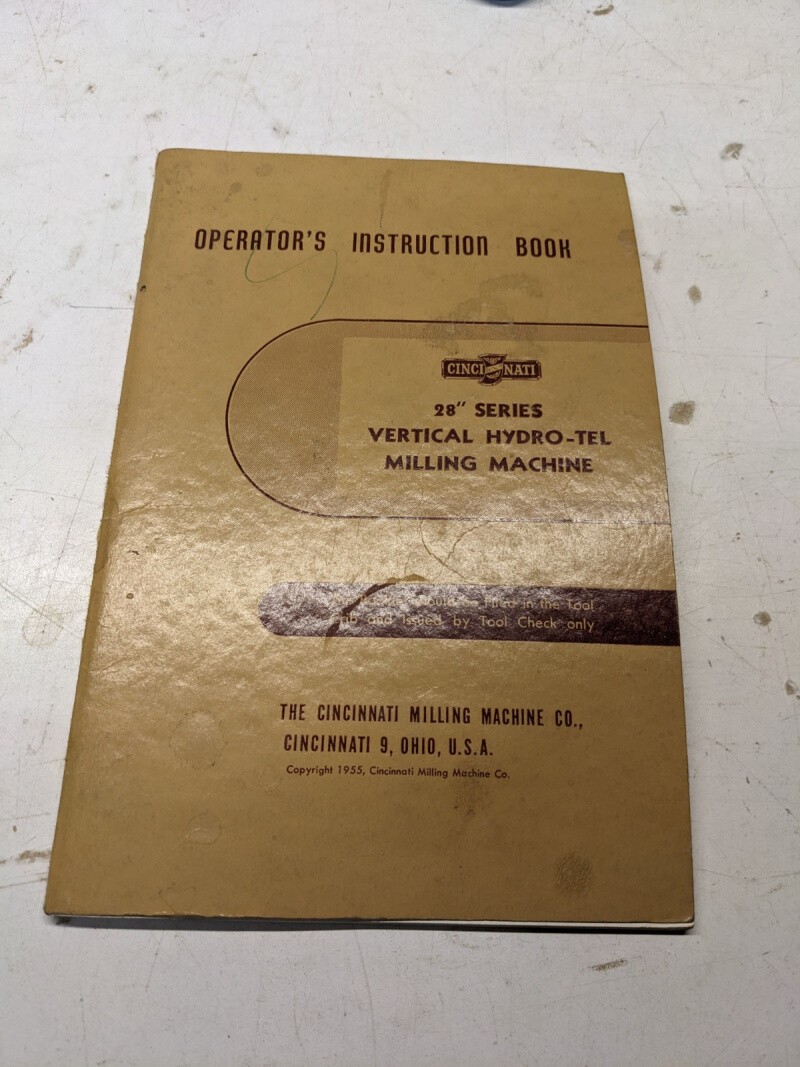 OPERATOR'S INSTRUCTION BOOK
CINCINNATI
28" SERIES
VERTICAL HYDRO-TEL
MILLING MACHINE
filed in the Tool
and Issued by Tool Check only
THE CINCINNATI MILLING MACHINE CO.,
CINCINNATI 9, OHIO, U.S.A.
Copyright 1955, Cincinnati Milling Machine Co.